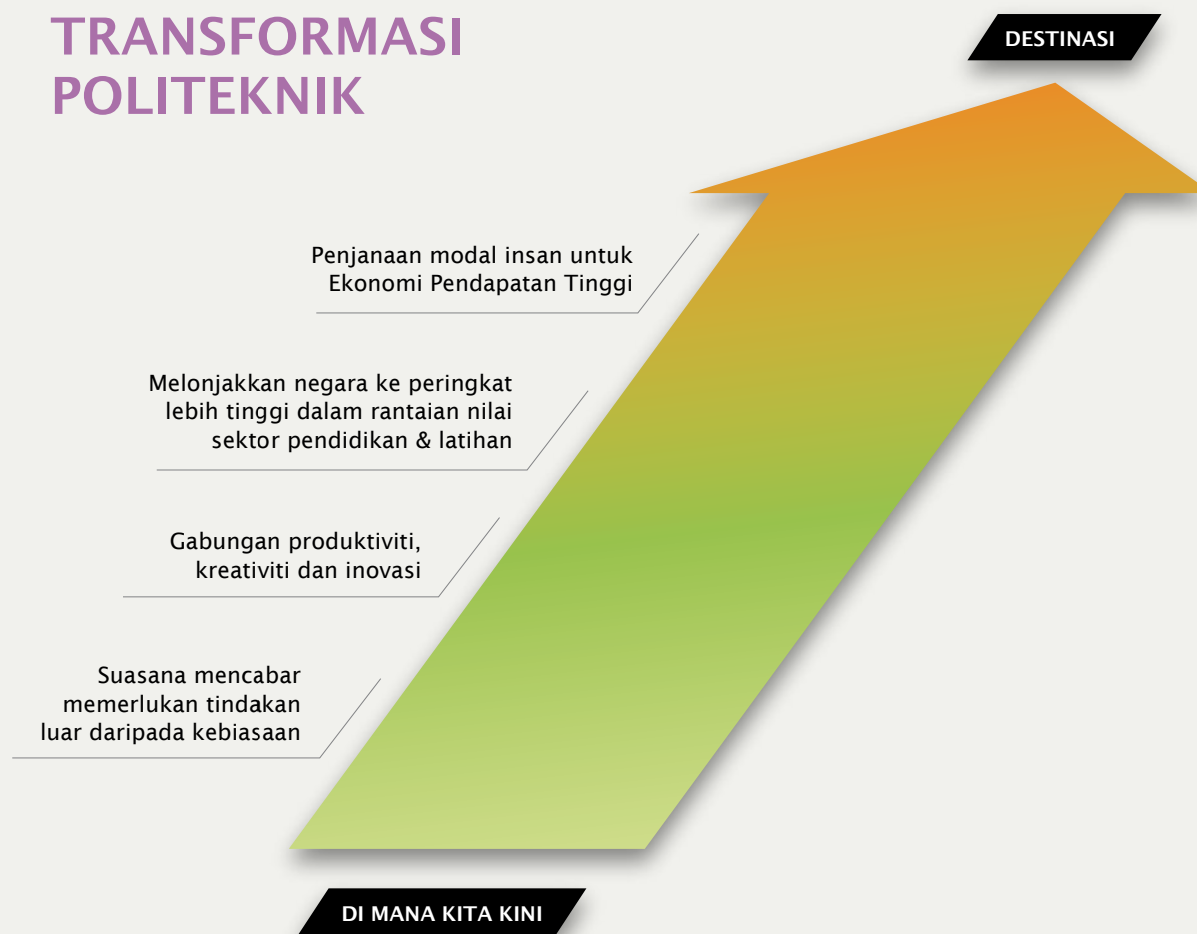 TRANSFORMASI
POLITEKNIK
DESTINASI
Penjanaan modal insan untuk
Ekonomi Pendapatan Tinggi
Melonjakkan negara ke peringkat
lebih tinggi dalam rantaian nilai
sektor pendidikan & latihan
Gabungan produktiviti,
kreativiti dan inovasi
Suasana mencabar
memerlukan tindakan
luar daripada kebiasaan
DI MANA KITA KINI